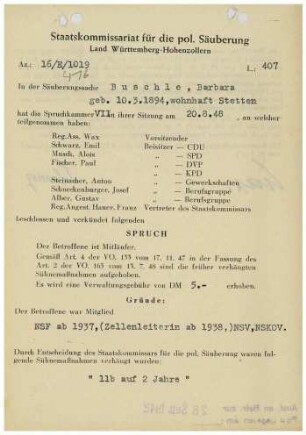 Staatskommissariat für die pol. Säuberung
Land Württemberg-Hohenzollern
Az.: 16/E/1019
L.: 407
In der Säuberungssache Buschle, Barbara
geb. 10.3.1894, wohnhaft Stetten
hat die Spruchkammer VII in ihrer Sitzung am 20.8.48, an welcher
teilgenommen haben:
Reg.Ass. Wax Vorsitzender
Schwarz, Emil Beisitzer - CDU
Mauch, Alois - SPD
- DVP
Fischer, Paul - KPD
Steinacher, Anton - Gewerkschaften
Schneckenburger, Josef - Berufsgruppe
Alber, Gustav - Berufsgruppe
Reg.Angest. Hauer, Franz Vertreter des Staatskommissars
beschlossen und verkündet folgenden
SPRUCH
Der Betroffene ist Mitläufer.
Gemäß Art. 4 der VO. 133 vom 17. 11. 47 in der Fassung des
Art. 2 der VO. 165 vom 13. 7. 48 sind die früher verhängten
Sühnemaßnahmen aufgehoben.
Es wird eine Verwaltungsgebühr von DM 5.- erhoben.
Gründe:
Der Betroffene war Mitglied
NSF ab 1937,(Zellenleiterin ab 1938,)NSV,NSKOV.
Durch Entscheidung des Staatskommissars für die pol. Säuberung waren fol-
gende Sühnemaßnahmen verhängt worden:
" 11b auf 2 Jahre "